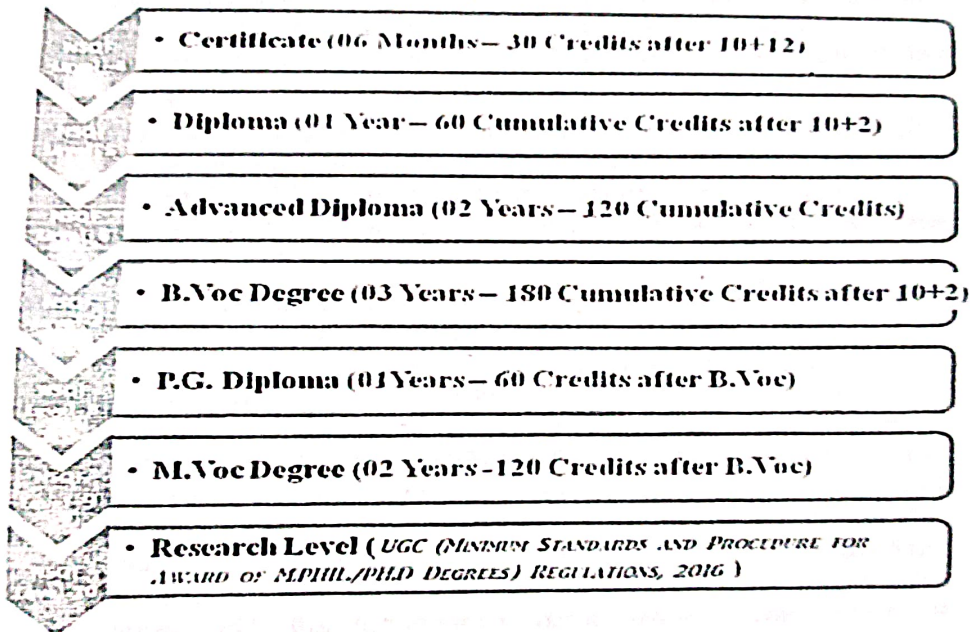 • Certificate (06 Months– 30 Credits after 10+12)
• Diploma (01 Year– 60 Cumulative Credits after 10+2)
• Advanced Diploma (02 Years– 120 Cumulative Credits)
• B.Voc Degree (03 Years– 180 Cumulative Credits after 10+2)
• P.G. Diploma (01Years– 60 Credits after B.Voc)
• M.Voc Degree (02 Years-120 Credits after B.Voc)
• Research Level ( UGC (MINIMUM STANDARDS AND PROCEDURE FOR
AWARD OF M.PHIL./PH.D DEGREES) REGULATIONS, 2016 )